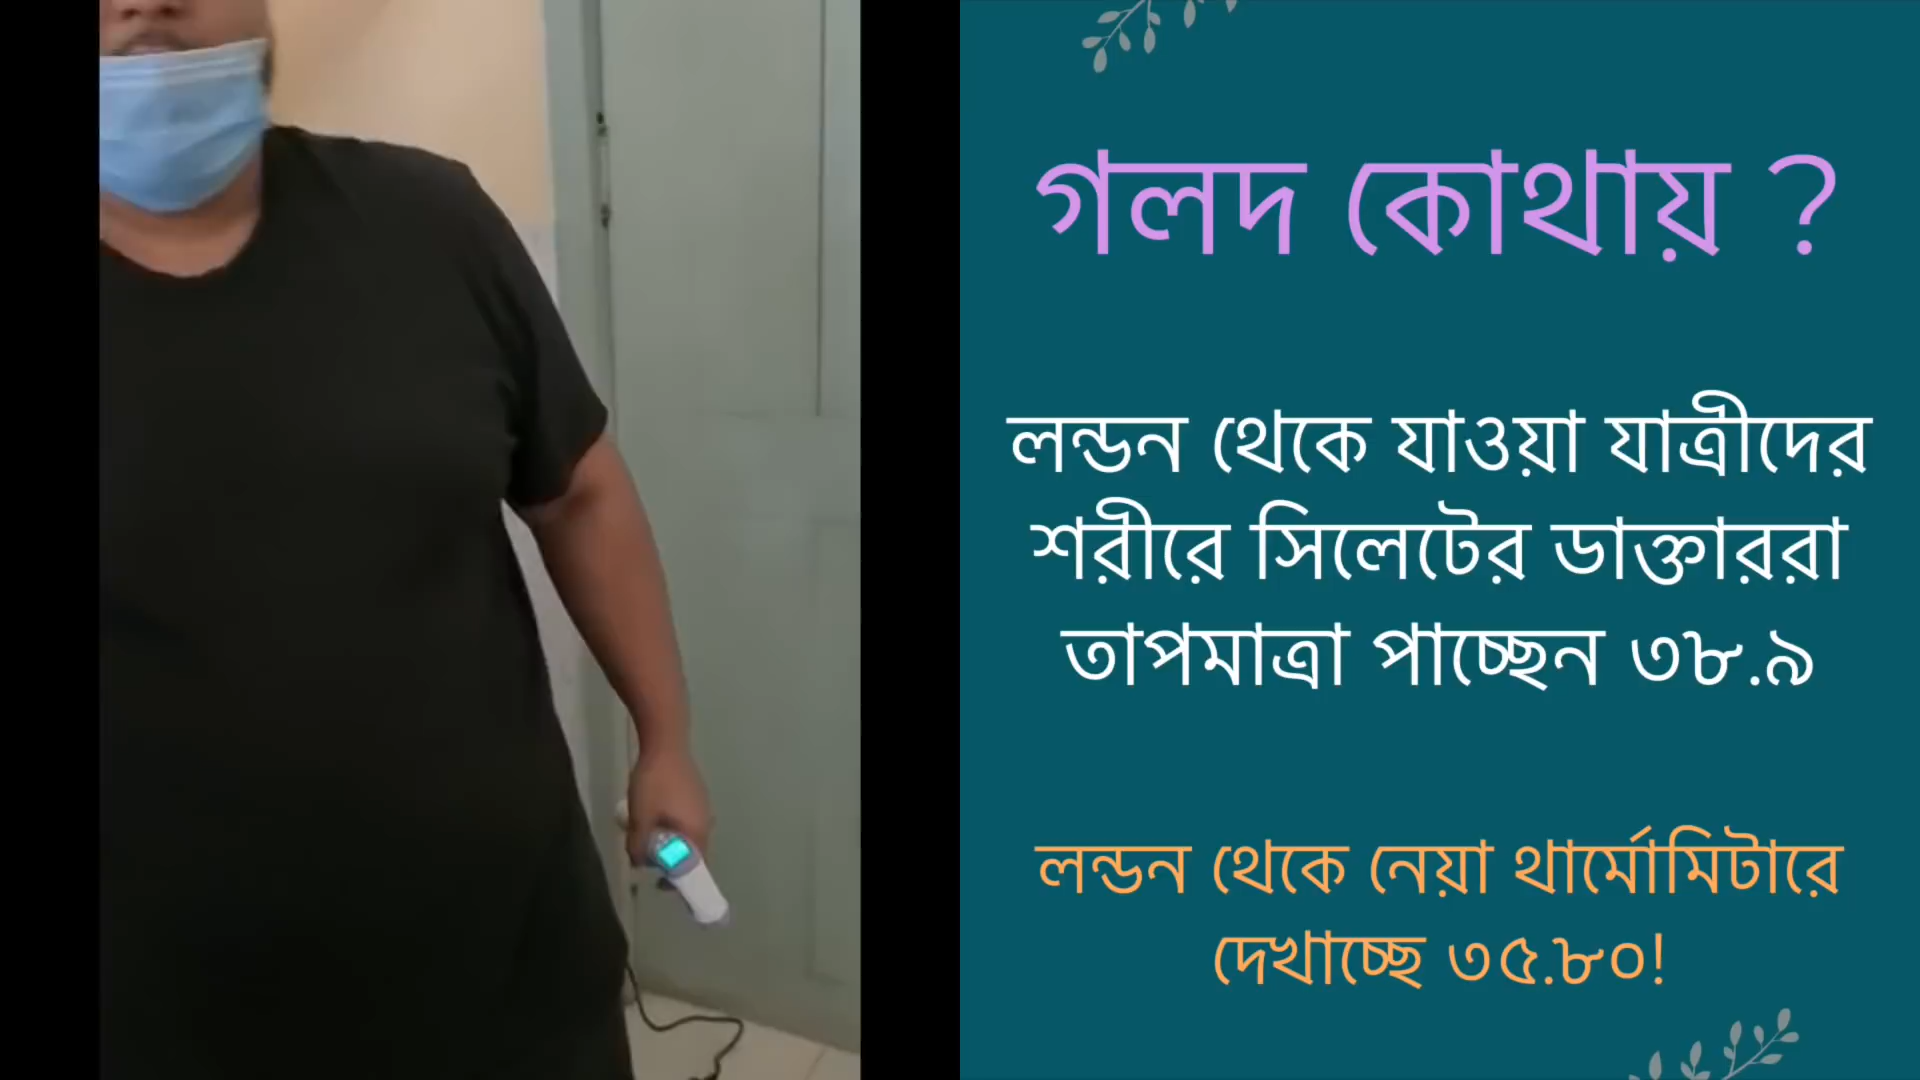 গলদ কোথায় ?
লন্ডন থেকে যাওয়া যাত্রীদের
শরীরে সিলেটের ডাক্তাররা
তাপমাত্রা পাচ্ছেন ৩৮.৯
লন্ডন থেকে নেয়া থার্মোমিটারে
দেখাচ্ছে ৩৫.৮০!